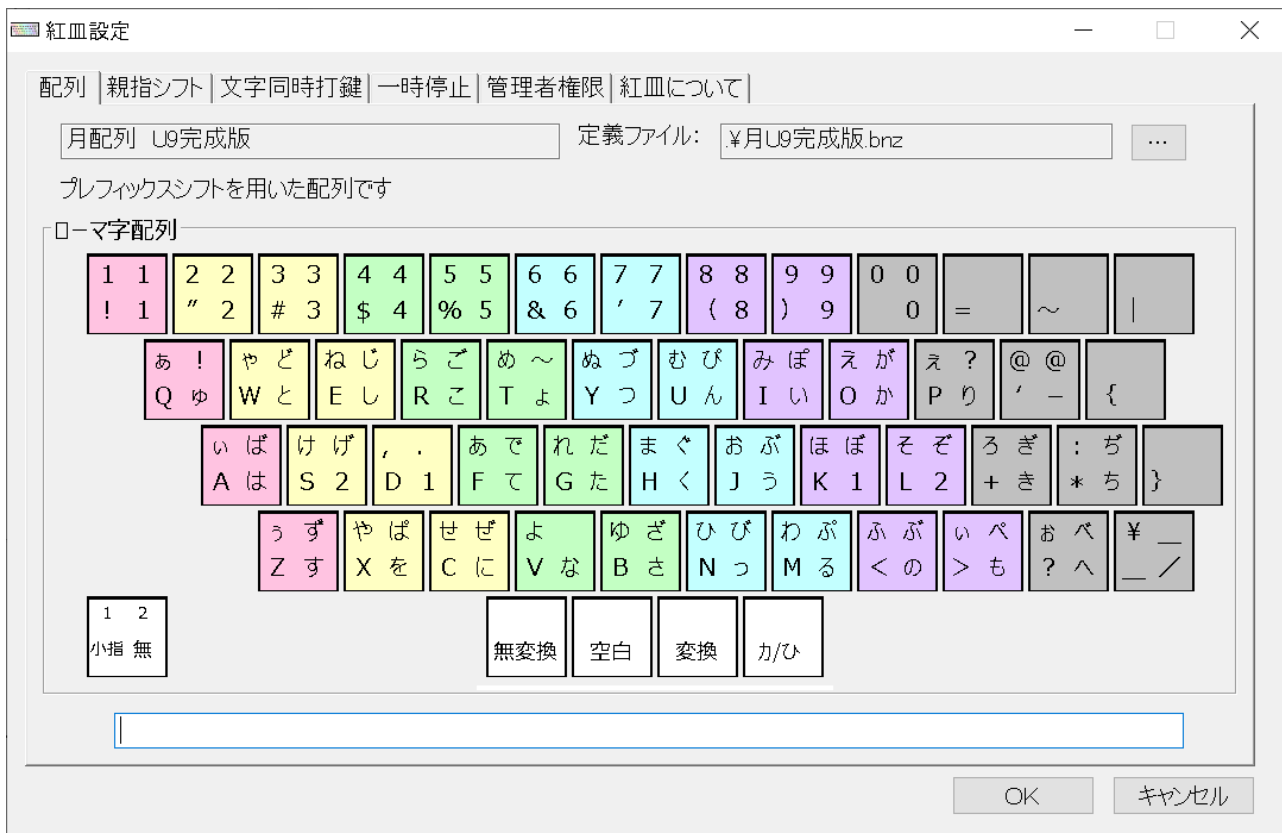 紅皿設定
配列 親指シフト 文字同時打鍵 一時停止 管理者権限 紅皿について
月配列 U9完成版 定義ファイル: .¥月U9完成版.bnz ...
プレフィックスシフトを用いた配列です
ローマ字配列
1 1 2 2 3 3 4 4 5 5 6 6 7 7 8 8 9 9 0 0
! 1 ″ 2 # 3 $ 4 % 5 & 6 ′ 7 ( 8 ) 9 0 = ～ |
ぁ ! ゃ ど ね じ ら ご め ～ ぬ づ む ぴ み ぽ え が ぇ ? @ @
Q ゅ W と E し R こ T ょ Y つ U ん I い O か P り ‘ － {
ぃ ば け げ , . あ で れ だ ま ぐ お ぶ ほ ぼ そ ぞ ろ ぎ : ぢ
A は S 2 D 1 F て G た H く J う K 1 L 2 + き * ち }
ぅ ず や ぱ せ ぜ よ ゆ ざ ひ び わ ぷ ふ ぶ ぃ ペ ぉ べ ¥ ＿
Z す X を C に V な B さ N っ M る < の > も ? へ ＿ ／
1 2
小指 無 無変換 空白 変換 カ/ひ
OK キャンセル